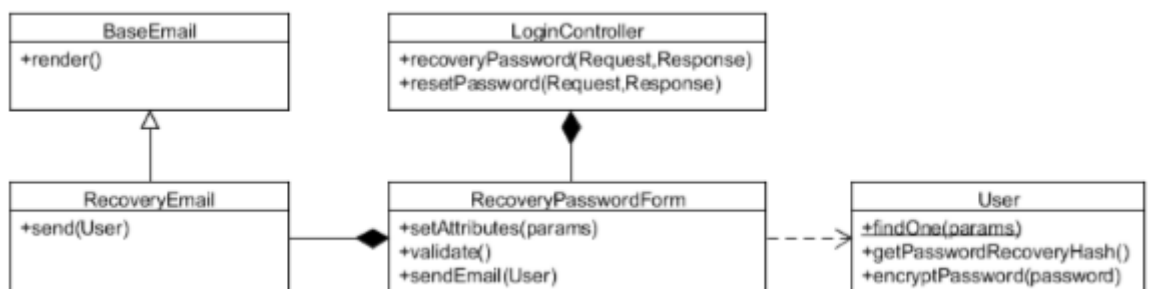 BaseEmail
+render()
LoginController
+recoveryPassword(Request,Response)
+resetPassword(Request,Response)
RecoveryEmail
+send(User)
RecoveryPasswordForm
+setAttributes(params)
+validate()
+sendEmail(User)
User
+findOne(params)
+getPasswordRecoveryHash()
+encryptPassword(password)